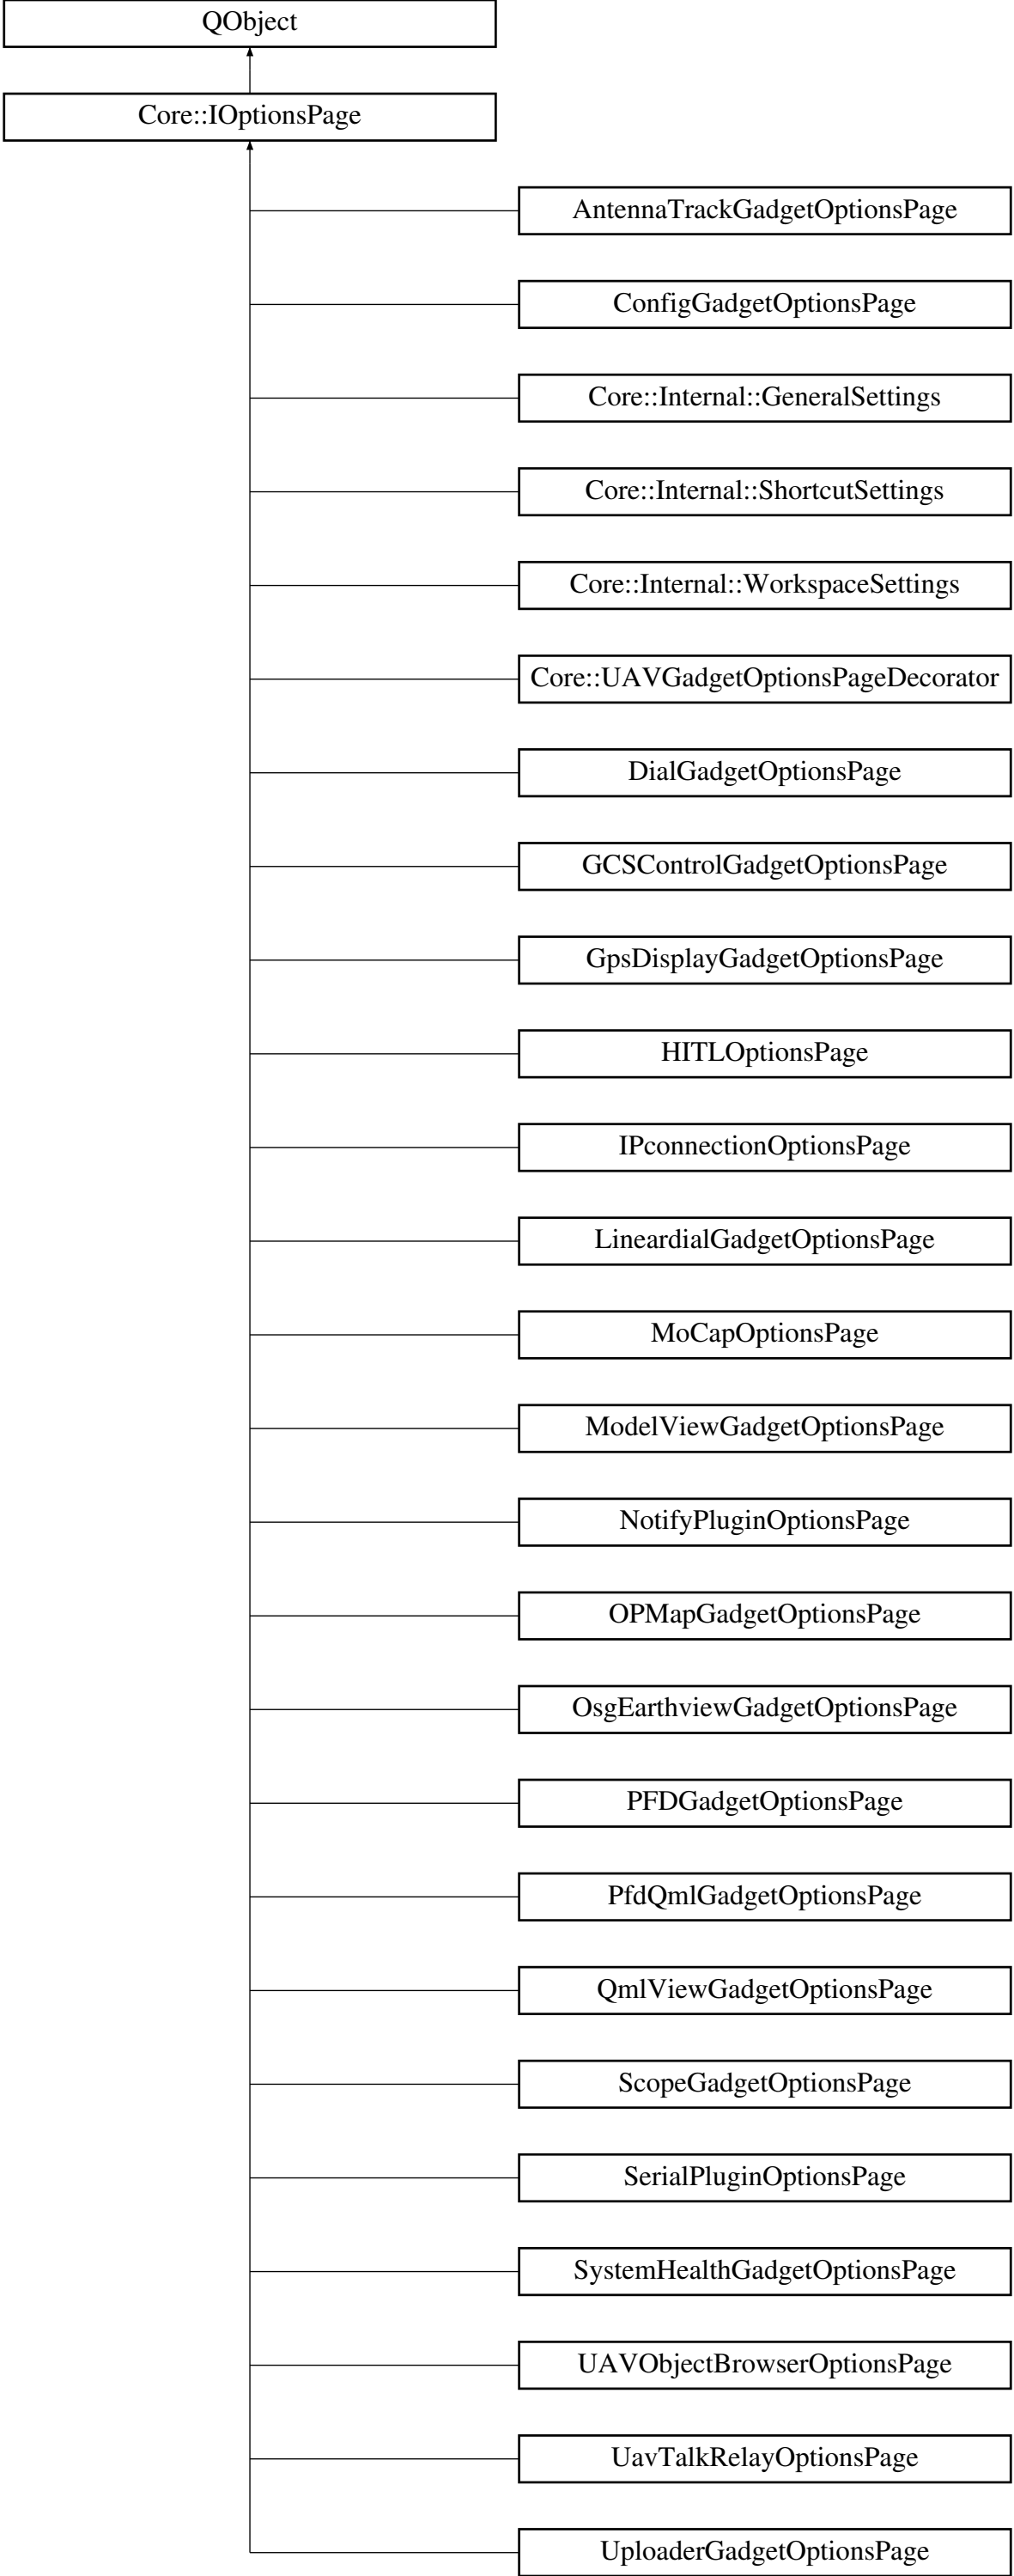 QObject
Core::IOptionsPage
AntennaTrackGadgetOptionsPage
ConfigGadgetOptionsPage
Core::Internal::GeneralSettings
Core::Internal::ShortcutSettings
Core::Internal::WorkspaceSettings
Core::UAVGadgetOptionsPageDecorator
DialGadgetOptionsPage
GCSControlGadgetOptionsPage
GpsDisplayGadgetOptionsPage
HITLOptionsPage
IPconnectionOptionsPage
LineardialGadgetOptionsPage
MoCapOptionsPage
ModelViewGadgetOptionsPage
NotifyPluginOptionsPage
OPMapGadgetOptionsPage
OsgEarthviewGadgetOptionsPage
PFDGadgetOptionsPage
PfdQmlGadgetOptionsPage
QmlViewGadgetOptionsPage
ScopeGadgetOptionsPage
SerialPluginOptionsPage
SystemHealthGadgetOptionsPage
UAVObjectBrowserOptionsPage
UavTalkRelayOptionsPage
UploaderGadgetOptionsPage